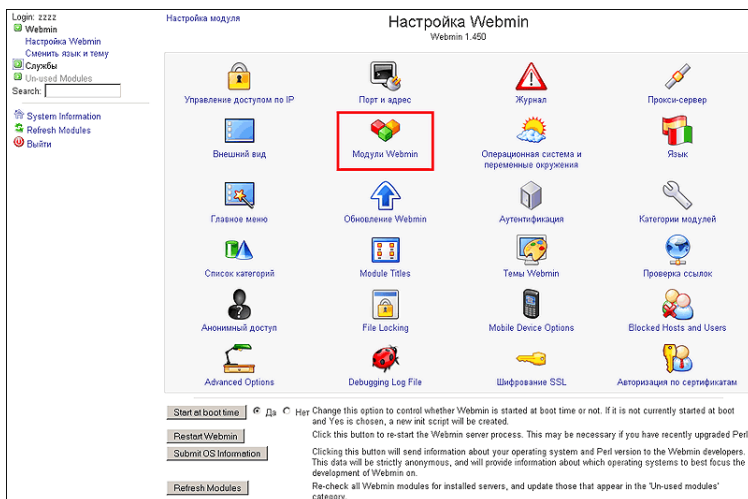 Login: zzzz
Webmin
Настройка Webmin
Сменить язык и тему
Службы
Un-used Modules
Search:
System Information
Refresh Modules
Выйти
Настройка модуля
Настройка Webmin
Webmin 1.450
Управление доступом по IP
Порт и адрес
Журнал
Прокси-сервер
Внешний вид
Модули Webmin
Операционная система и
переменные окружения
Язык
Главное меню
Обновление Webmin
Аутентификация
Категории модулей
Список категорий
Module Titles
Темы Webmin
Проверка ссылок
Анонимный доступ
File Locking
Mobile Device Options
Blocked Hosts and Users
Advanced Options
Debugging Log File
Шифрование SSL
Авторизация по сертификатам
Start at boot time Да Нет Change this option to control whether Webmin is started at boot time or not. If it is not currently started at boot
and Yes is chosen, a new init script will be created.
Restart Webmin Click this button to re-start the Webmin server process. This may be necessary if you have recently upgraded Perl
Submit OS Information Clicking this button will send information about your operating system and Perl version to the Webmin developers.
This data will be strictly anonymous, and will provide information about which operating systems to best focus the
development of Webmin on.
Refresh Modules Re-check all Webmin modules for installed servers, and update those that appear in the 'Un-used modules'
category.